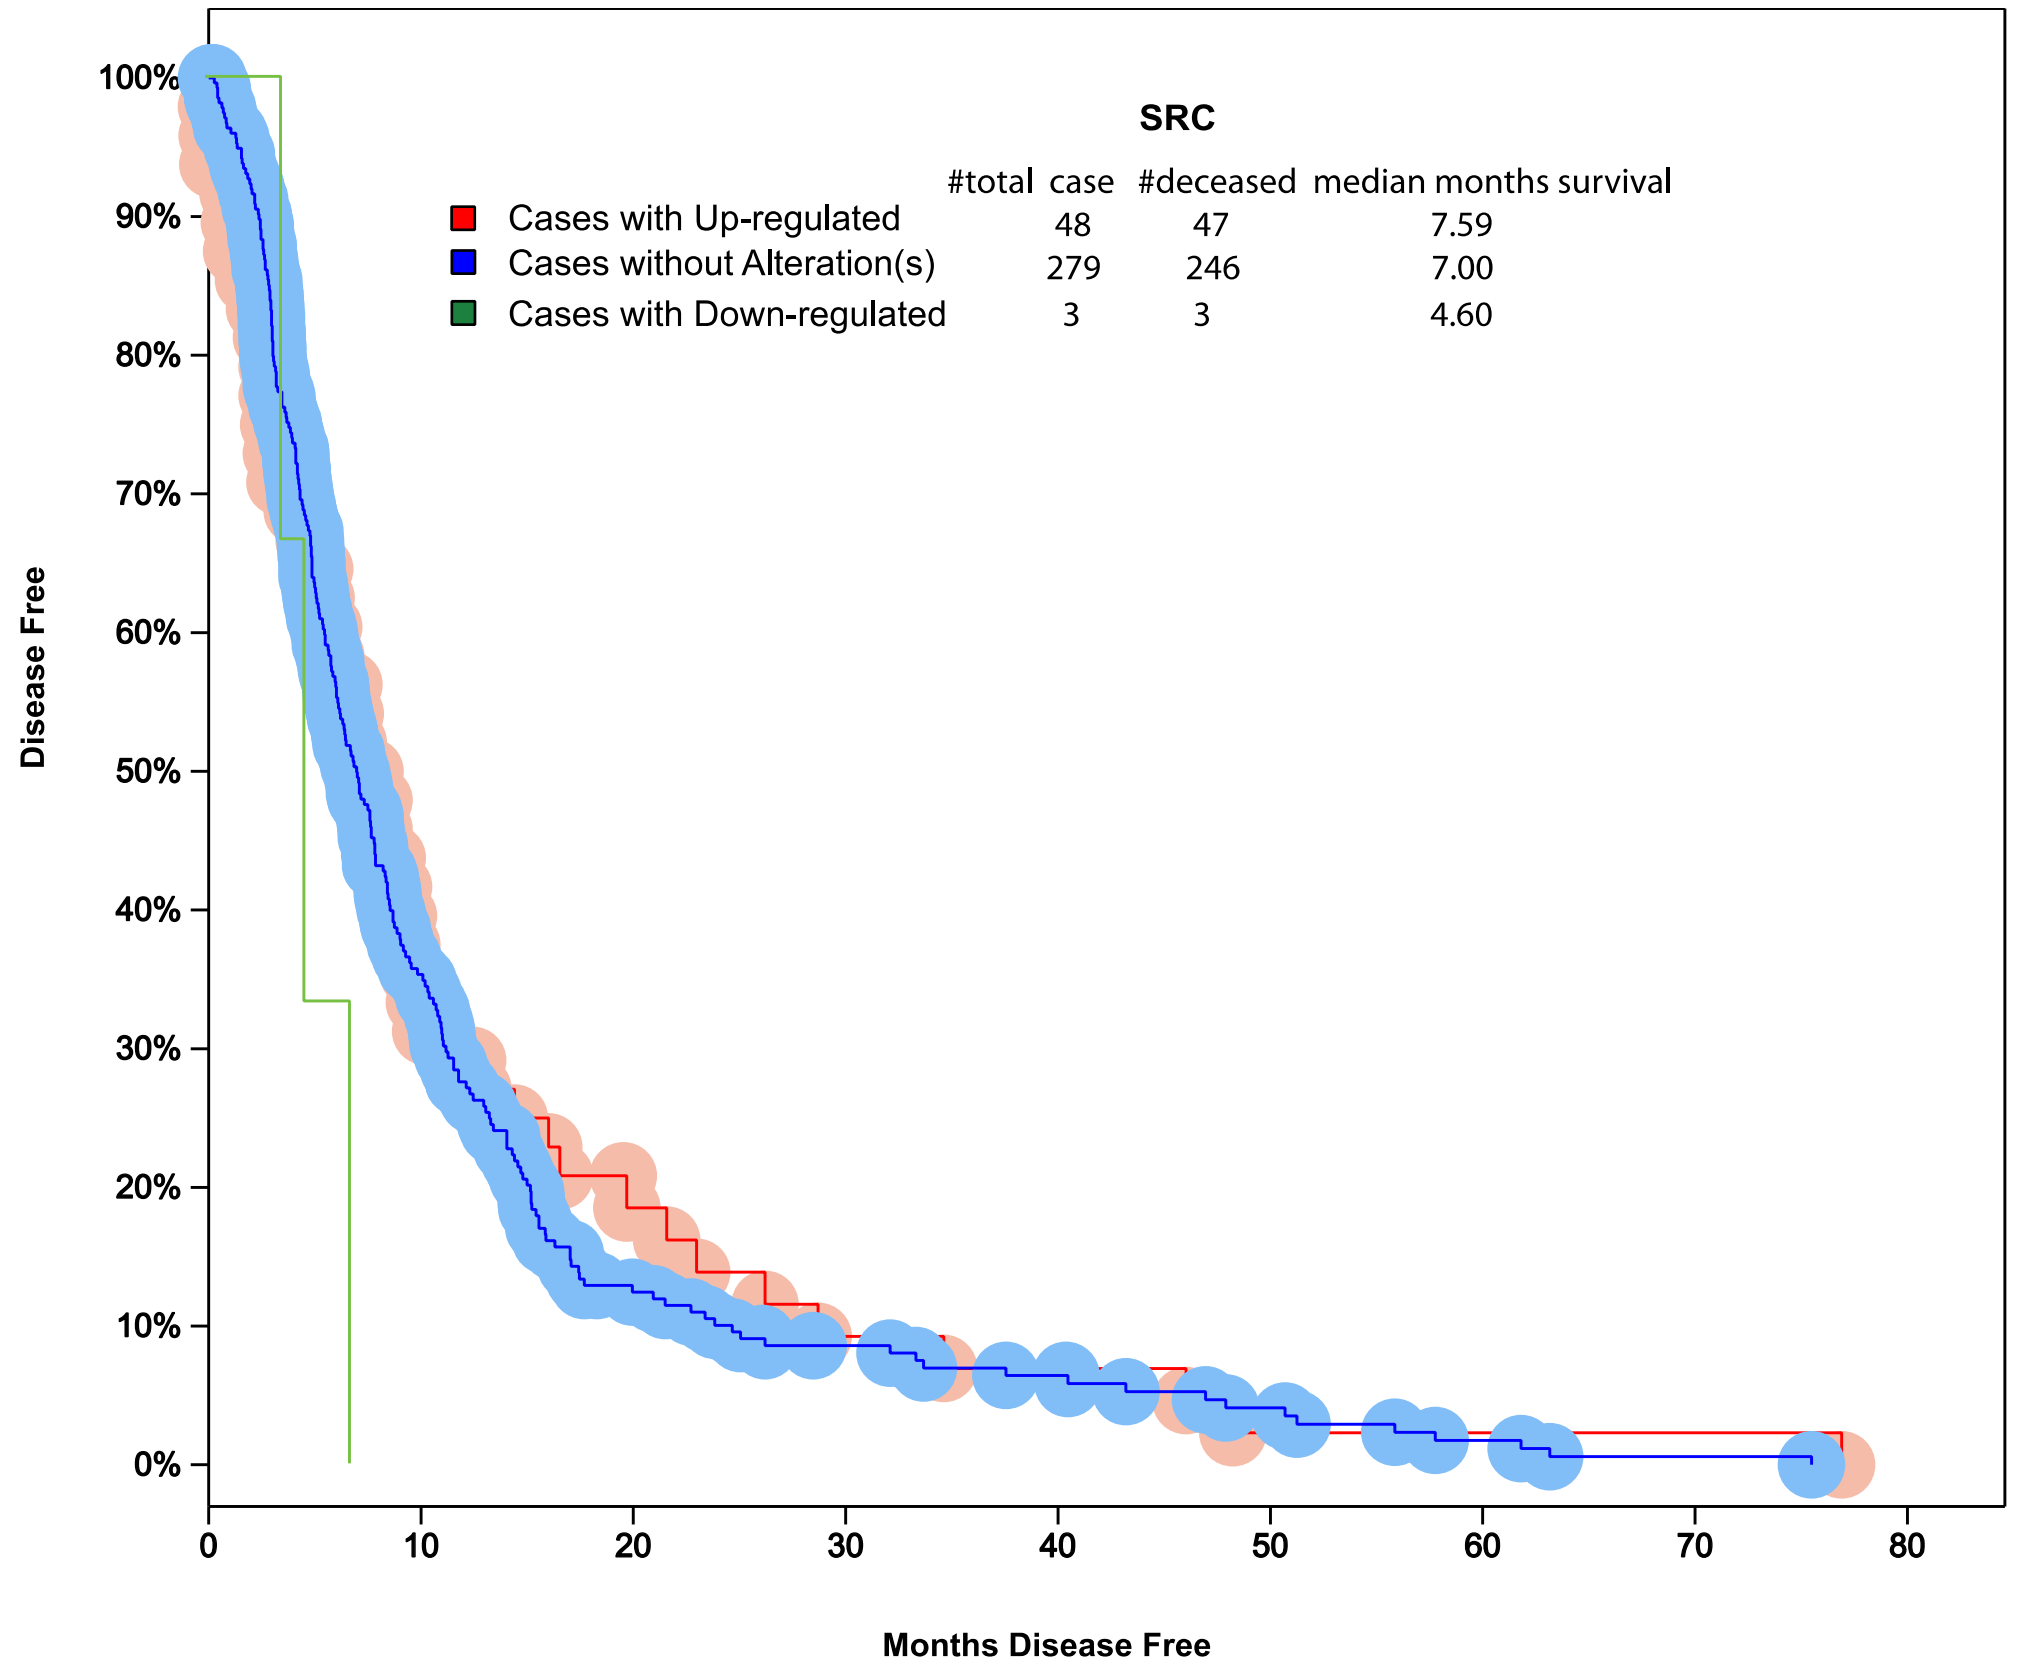 SRC
#total case #deceased median months survival
Cases with Up-regulated 48 47 7.59
Cases without Alteration(s) 279 246 7.00
Cases with Down-regulated 3 3 4.60
100%
90%
80%
70%
60%
50%
40%
30%
20%
10%
0%
Disease Free
0 10 20 30 40 50 60 70 80
Months Disease Free